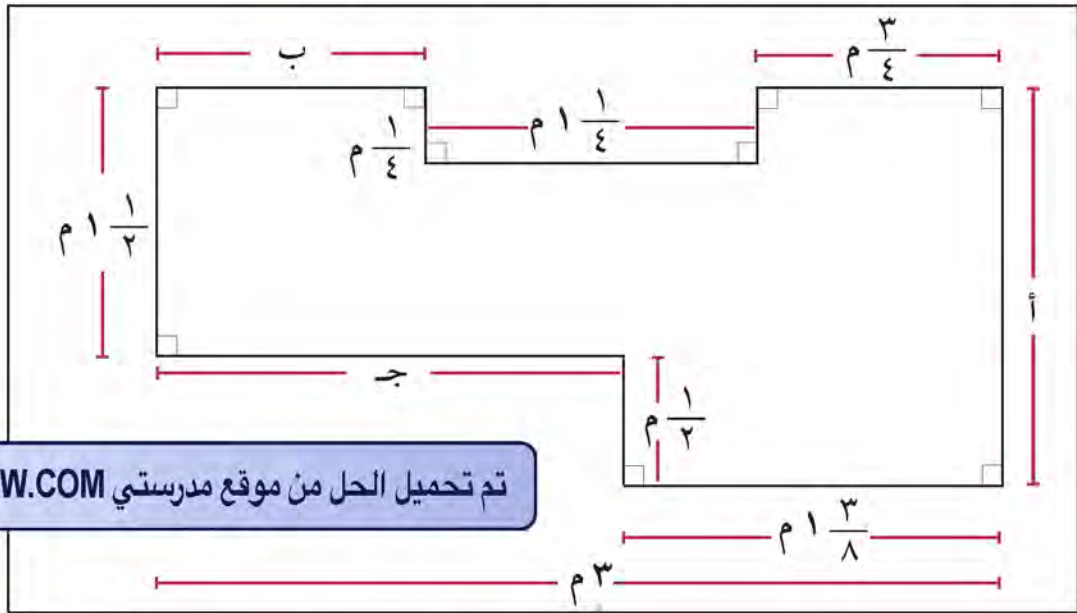 ٣/٤ م
ب
١ ١/٤ م
١/٤ م
١ ١/٢ م
أ
جـ
١/٢ م
تم تحميل الحل من موقع مدرستي W.COM
١ ٣/٨ م
٣ م